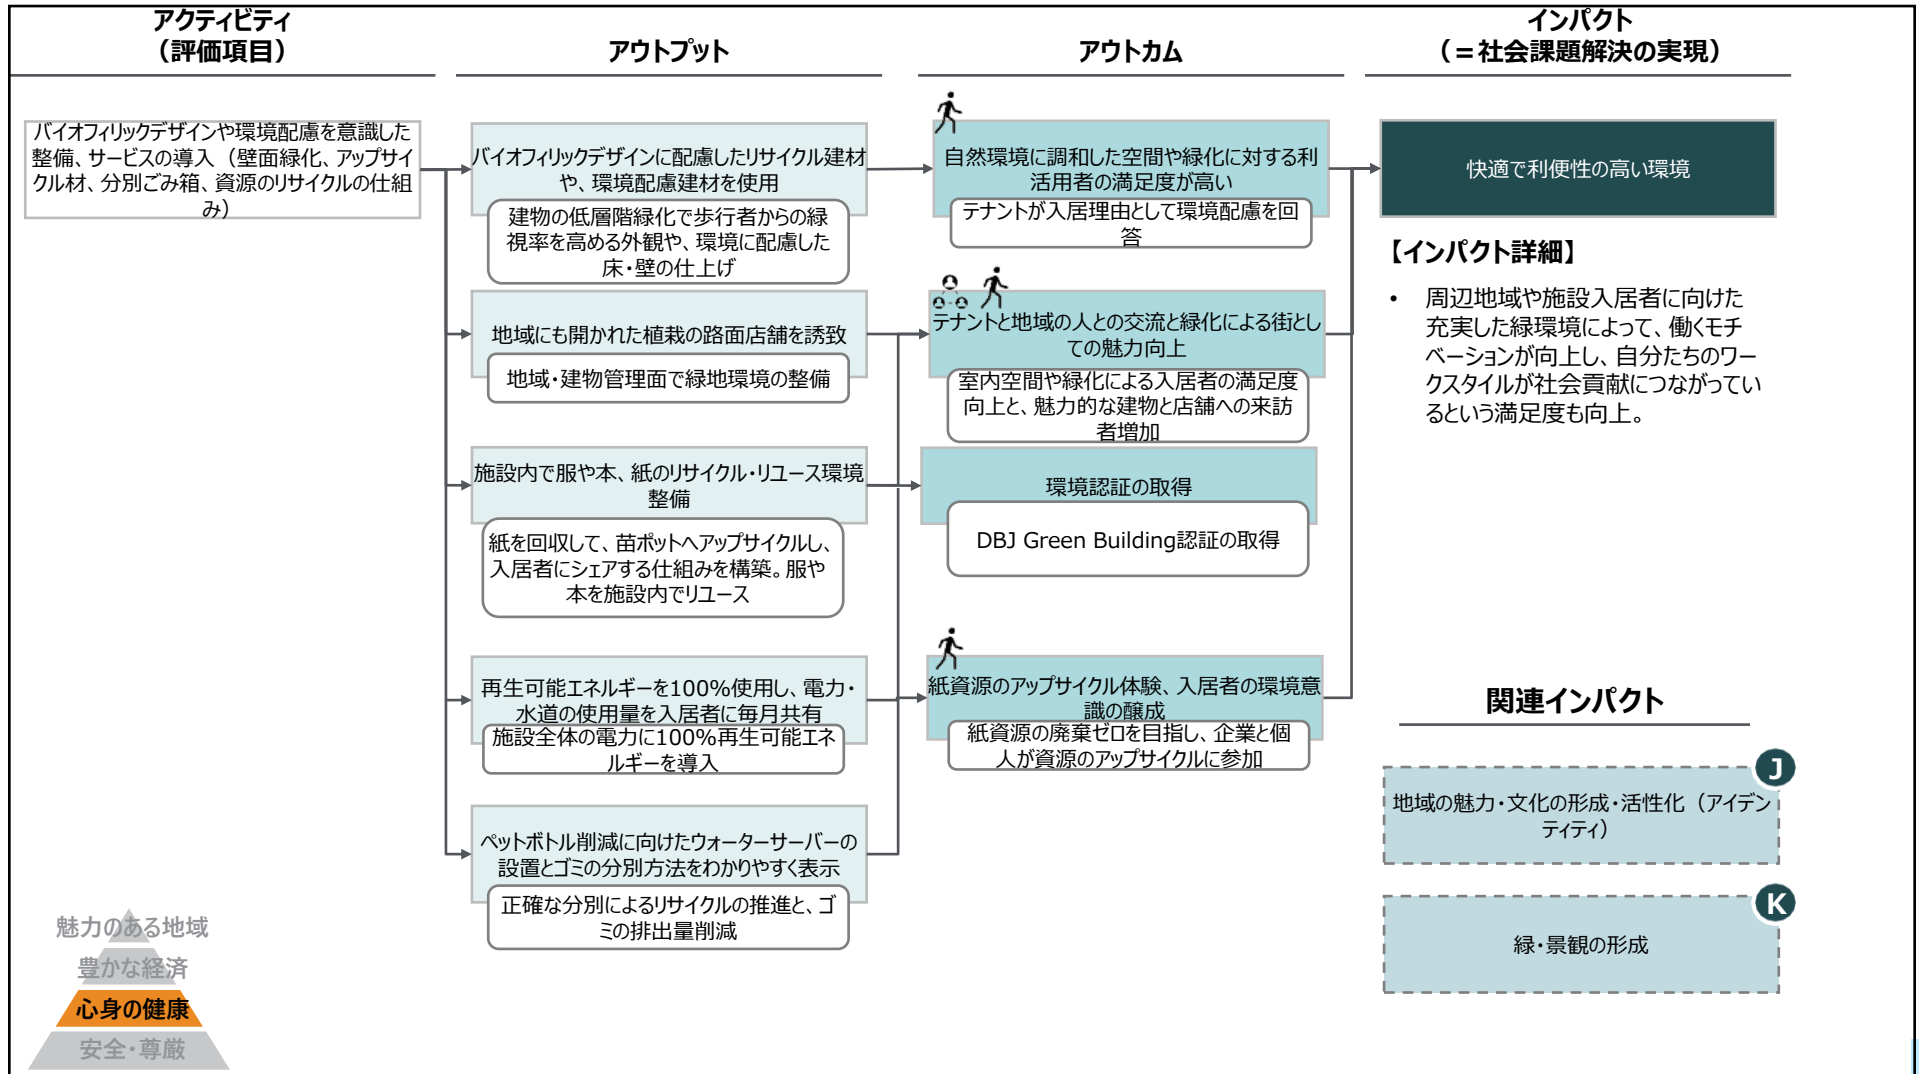 アクティビティ
（評価項目）
アウトプット
アウトカム
インパクト
（＝社会課題解決の実現）
バイオフィリックデザインや環境配慮を意識した
整備、サービスの導入（壁面緑化、アップサイ
クル材、分別ごみ箱、資源のリサイクルの仕組
み）
バイオフィリックデザインに配慮したリサイクル建材
や、環境配慮建材を使用
建物の低層階緑化で歩行者からの緑
視率を高める外観や、環境に配慮した
床・壁の仕上げ
地域にも開かれた植栽の路面店舗を誘致
地域・建物管理面で緑地環境の整備
施設内で服や本、紙のリサイクル・リユース環境
整備
紙を回収して、苗ポットへアップサイクルし、
入居者にシェアする仕組みを構築。服や
本を施設内でリユース
再生可能エネルギーを100%使用し、電力・
水道の使用量を入居者に毎月共有
施設全体の電力に100%再生可能エネ
ルギーを導入
ペットボトル削減に向けたウォーターサーバーの
設置とゴミの分別方法をわかりやすく表示
正確な分別によるリサイクルの推進と、ゴ
ミの排出量削減
自然環境に調和した空間や緑化に対する利
活用者の満足度が高い
テナントが入居理由として環境配慮を回
答
テナントと地域の人との交流と緑化による街とし
ての魅力向上
室内空間や緑化による入居者の満足度
向上と、魅力的な建物と店舗への来訪
者増加
環境認証の取得
DBJ Green Building認証の取得
紙資源のアップサイクル体験、入居者の環境意
識の醸成
紙資源の廃棄ゼロを目指し、企業と個
人が資源のアップサイクルに参加
快適で利便性の高い環境
【インパクト詳細】
• 周辺地域や施設入居者に向けた
充実した緑環境によって、働くモチ
ベーションが向上し、自分たちのワー
クスタイルが社会貢献につながってい
るという満足度も向上。
関連インパクト
J
地域の魅力・文化の形成・活性化（アイデン
ティティ）
K
緑・景観の形成
魅力のある地域
豊かな経済
心身の健康
安全・尊厳